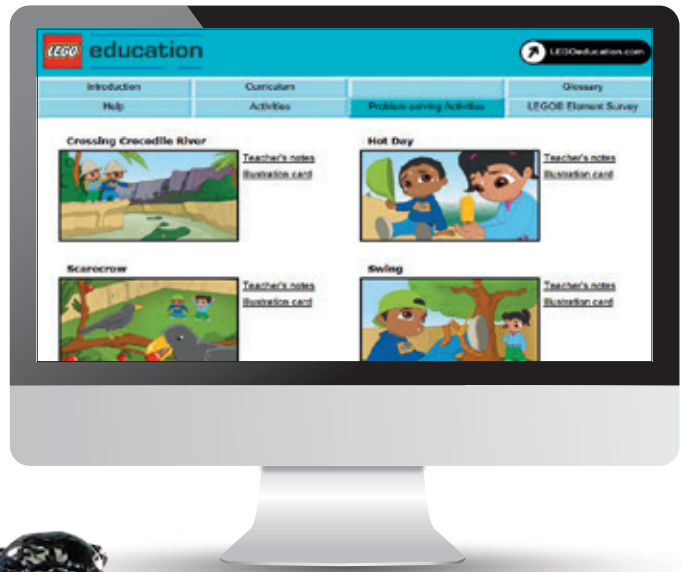 LEGO education
LEGOeducation.com
Introduction Curriculum Glossary
Help Activities Problem-solving Activities LEGO® Element Survey
Crossing Crocodile River
Teacher's notes
Illustration card
Hot Day
Teacher's notes
Illustration card
Scarecrow
Teacher's notes
Illustration card
Swing
Teacher's notes
Illustration card